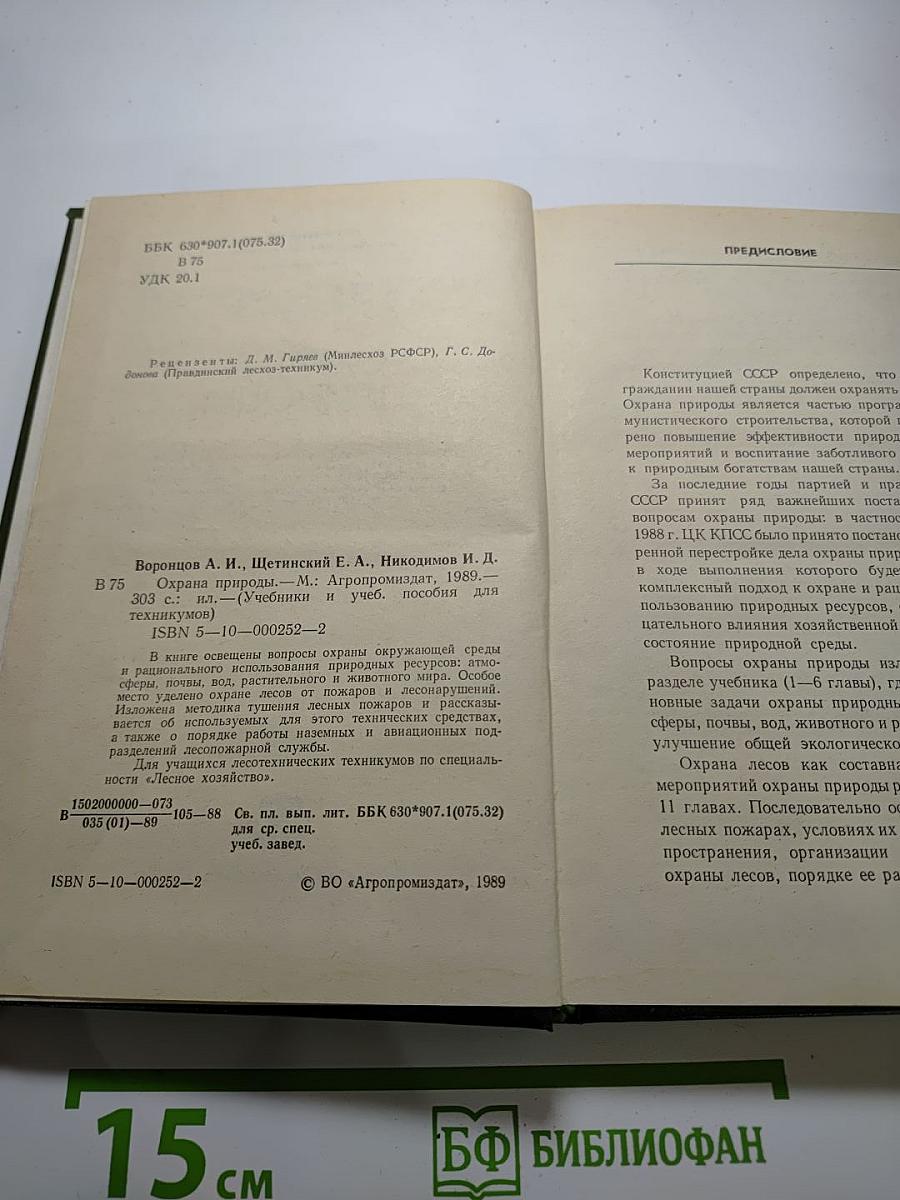 ББК 630*907.1(075.32)
В 75
УДК 20.1
Рецензенты: Д. М. Гиряев (Минлесхоз РСФСР), Г. С. До-
донова (Правдинский лесхоз-техникум).
Воронцов А. И., Щетинский Е. А., Никодимов И. Д.
В 75 Охрана природы.— М.: Агропромиздат, 1989.—
303 с.: ил. — (Учебники и учеб. пособия для
техникумов)
ISBN 5—10—000252—2
В книге освещены вопросы охраны окружающей среды
и рационального использования природных ресурсов: атмо-
сферы, почвы, вод, растительного и животного мира. Особое
место уделено охране лесов от пожаров и лесонарушений.
Изложена методика тушения лесных пожаров и рассказы-
вается об используемых для этого технических средствах,
а также о порядке работы наземных и авиационных под-
разделений лесопожарной службы.
Для учащихся лесотехнических техникумов по специаль-
ности «Лесное хозяйство».
В 1502000000—073
035 (01)—89 105—88 Св. пл. вып. лит. ББК 630*907.1(075.32)
для ср. спец.
учеб. завед.
ISBN 5—10—000252—2 © ВО «Агропромиздат», 1989
ПРЕДИСЛОВИЕ
Конституцией СССР определено, что
гражданин нашей страны должен охранять
Охрана природы является частью програ
мунистического строительства, которой
рено повышение эффективности природ
мероприятий и воспитание заботливого
к природным богатствам нашей страны.
За последние годы партией и пра
СССР принят ряд важнейших поста
вопросам охраны природы: в частнос
1988 г. ЦК КПСС было принято постано
ренной перестройке дела охраны прир
в ходе выполнения которого буде
комплексный подход к охране и рац
пользованию природных ресурсов,
цательного влияния хозяйственной
состояние природной среды.
Вопросы охраны природы изл
разделе учебника (1—6 главы), гд
новные задачи охраны природны
сферы, почвы, вод, животного и р
улучшение общей экологическо
Охрана лесов как составна
мероприятий охраны природы р
11 главах. Последовательно ос
лесных пожарах, условиях их
пространения, организации
охраны лесов, порядке ее ра
15 см
БФ БИБЛИОФАН